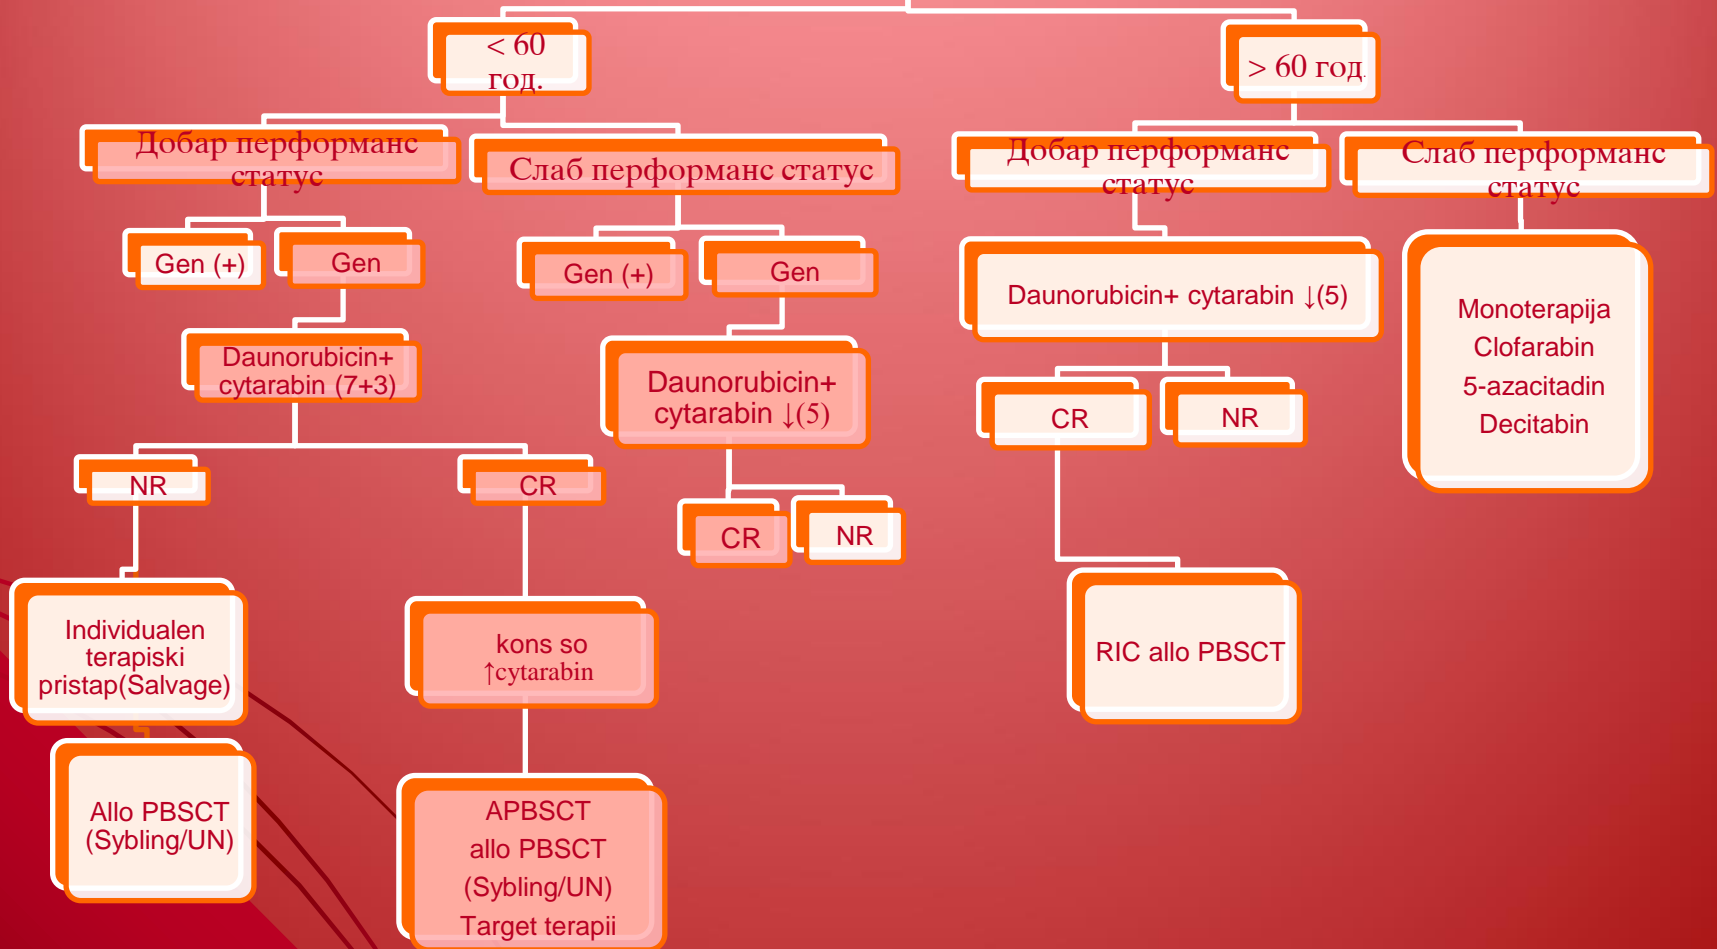 < 60
год.
> 60 год.
Добар перформанс
статус
Слаб перформанс статус
Добар перформанс
статус
Слаб перформанс
статус
Gen (+)
Gen
Gen (+)
Gen
Daunorubicin+ cytarabin ↓(5)
Monoterapija
Clofarabin
5-azacitadin
Decitabin
Daunorubicin+
cytarabin (7+3)
Daunorubicin+
cytarabin ↓(5)
CR
NR
NR
CR
CR
NR
Individualen
terapiski
pristap(Salvage)
kons so
↑cytarabin
RIC allo PBSCT
Allo PBSCT
(Sybling/UN)
APBSCT
allo PBSCT
(Sybling/UN)
Target terapii